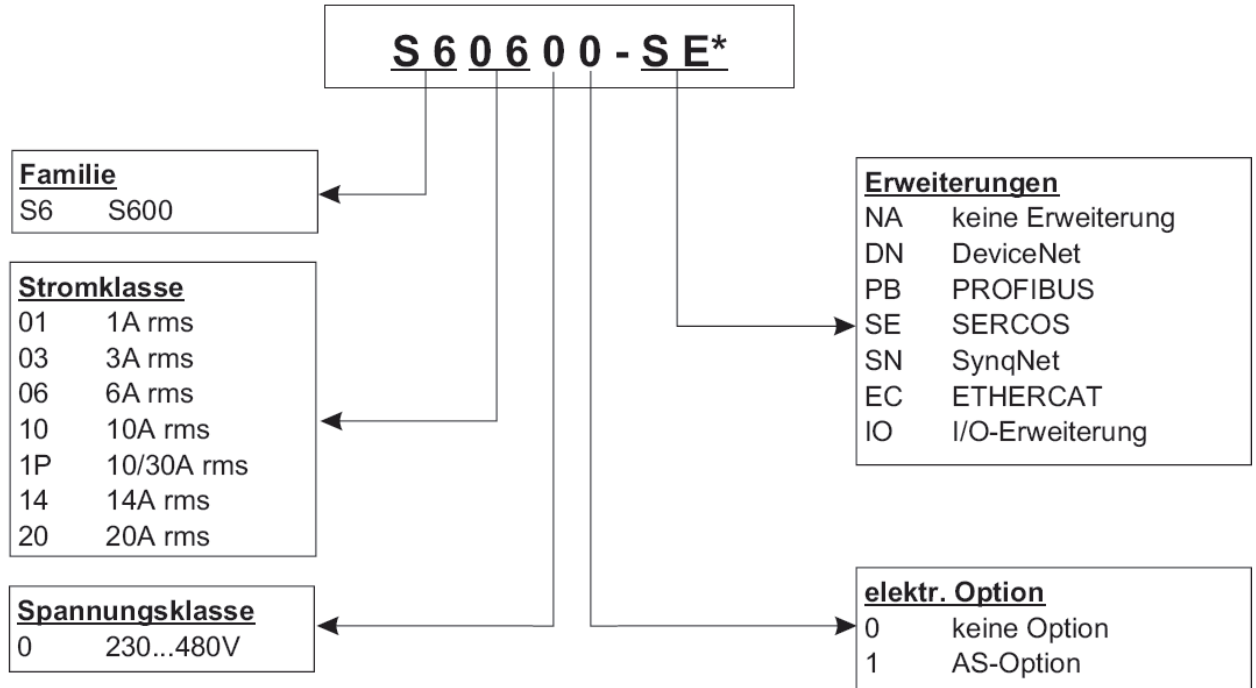 S 6 0 6 0 0 - S E*
Familie
S6 S600
Stromklasse
01 1A rms
03 3A rms
06 6A rms
10 10A rms
1P 10/30A rms
14 14A rms
20 20A rms
Spannungsklasse
0 230...480V
Erweiterungen
NA keine Erweiterung
DN DeviceNet
PB PROFIBUS
SE SERCOS
SN SynqNet
EC ETHERCAT
IO I/O-Erweiterung
elektr. Option
0 keine Option
1 AS-Option